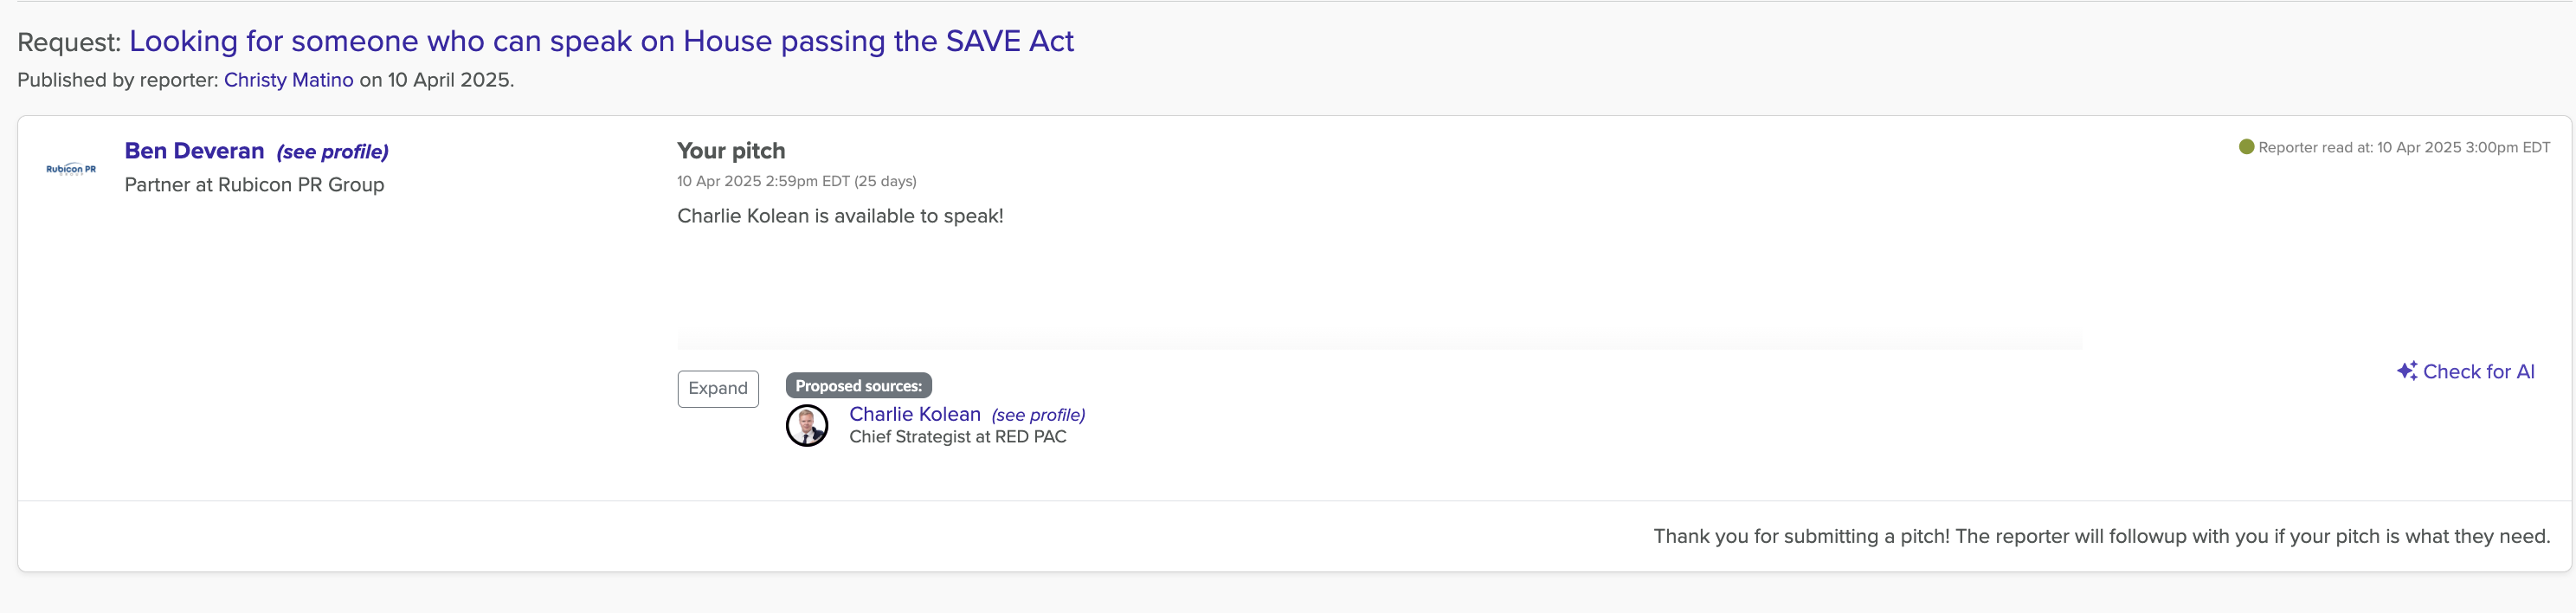 Request: Looking for someone who can speak on House passing the SAVE Act
Published by reporter: Christy Matino on 10 April 2025.
Rubicon PR
GROUP
Ben Deveran (see profile)
Partner at Rubicon PR Group
Your pitch
10 Apr 2025 2:59pm EDT (25 days)
Charlie Kolean is available to speak!
Reporter read at: 10 Apr 2025 3:00pm EDT
Expand
Proposed sources:
Charlie Kolean (see profile)
Chief Strategist at RED PAC
Check for AI
Thank you for submitting a pitch! The reporter will followup with you if your pitch is what they need.